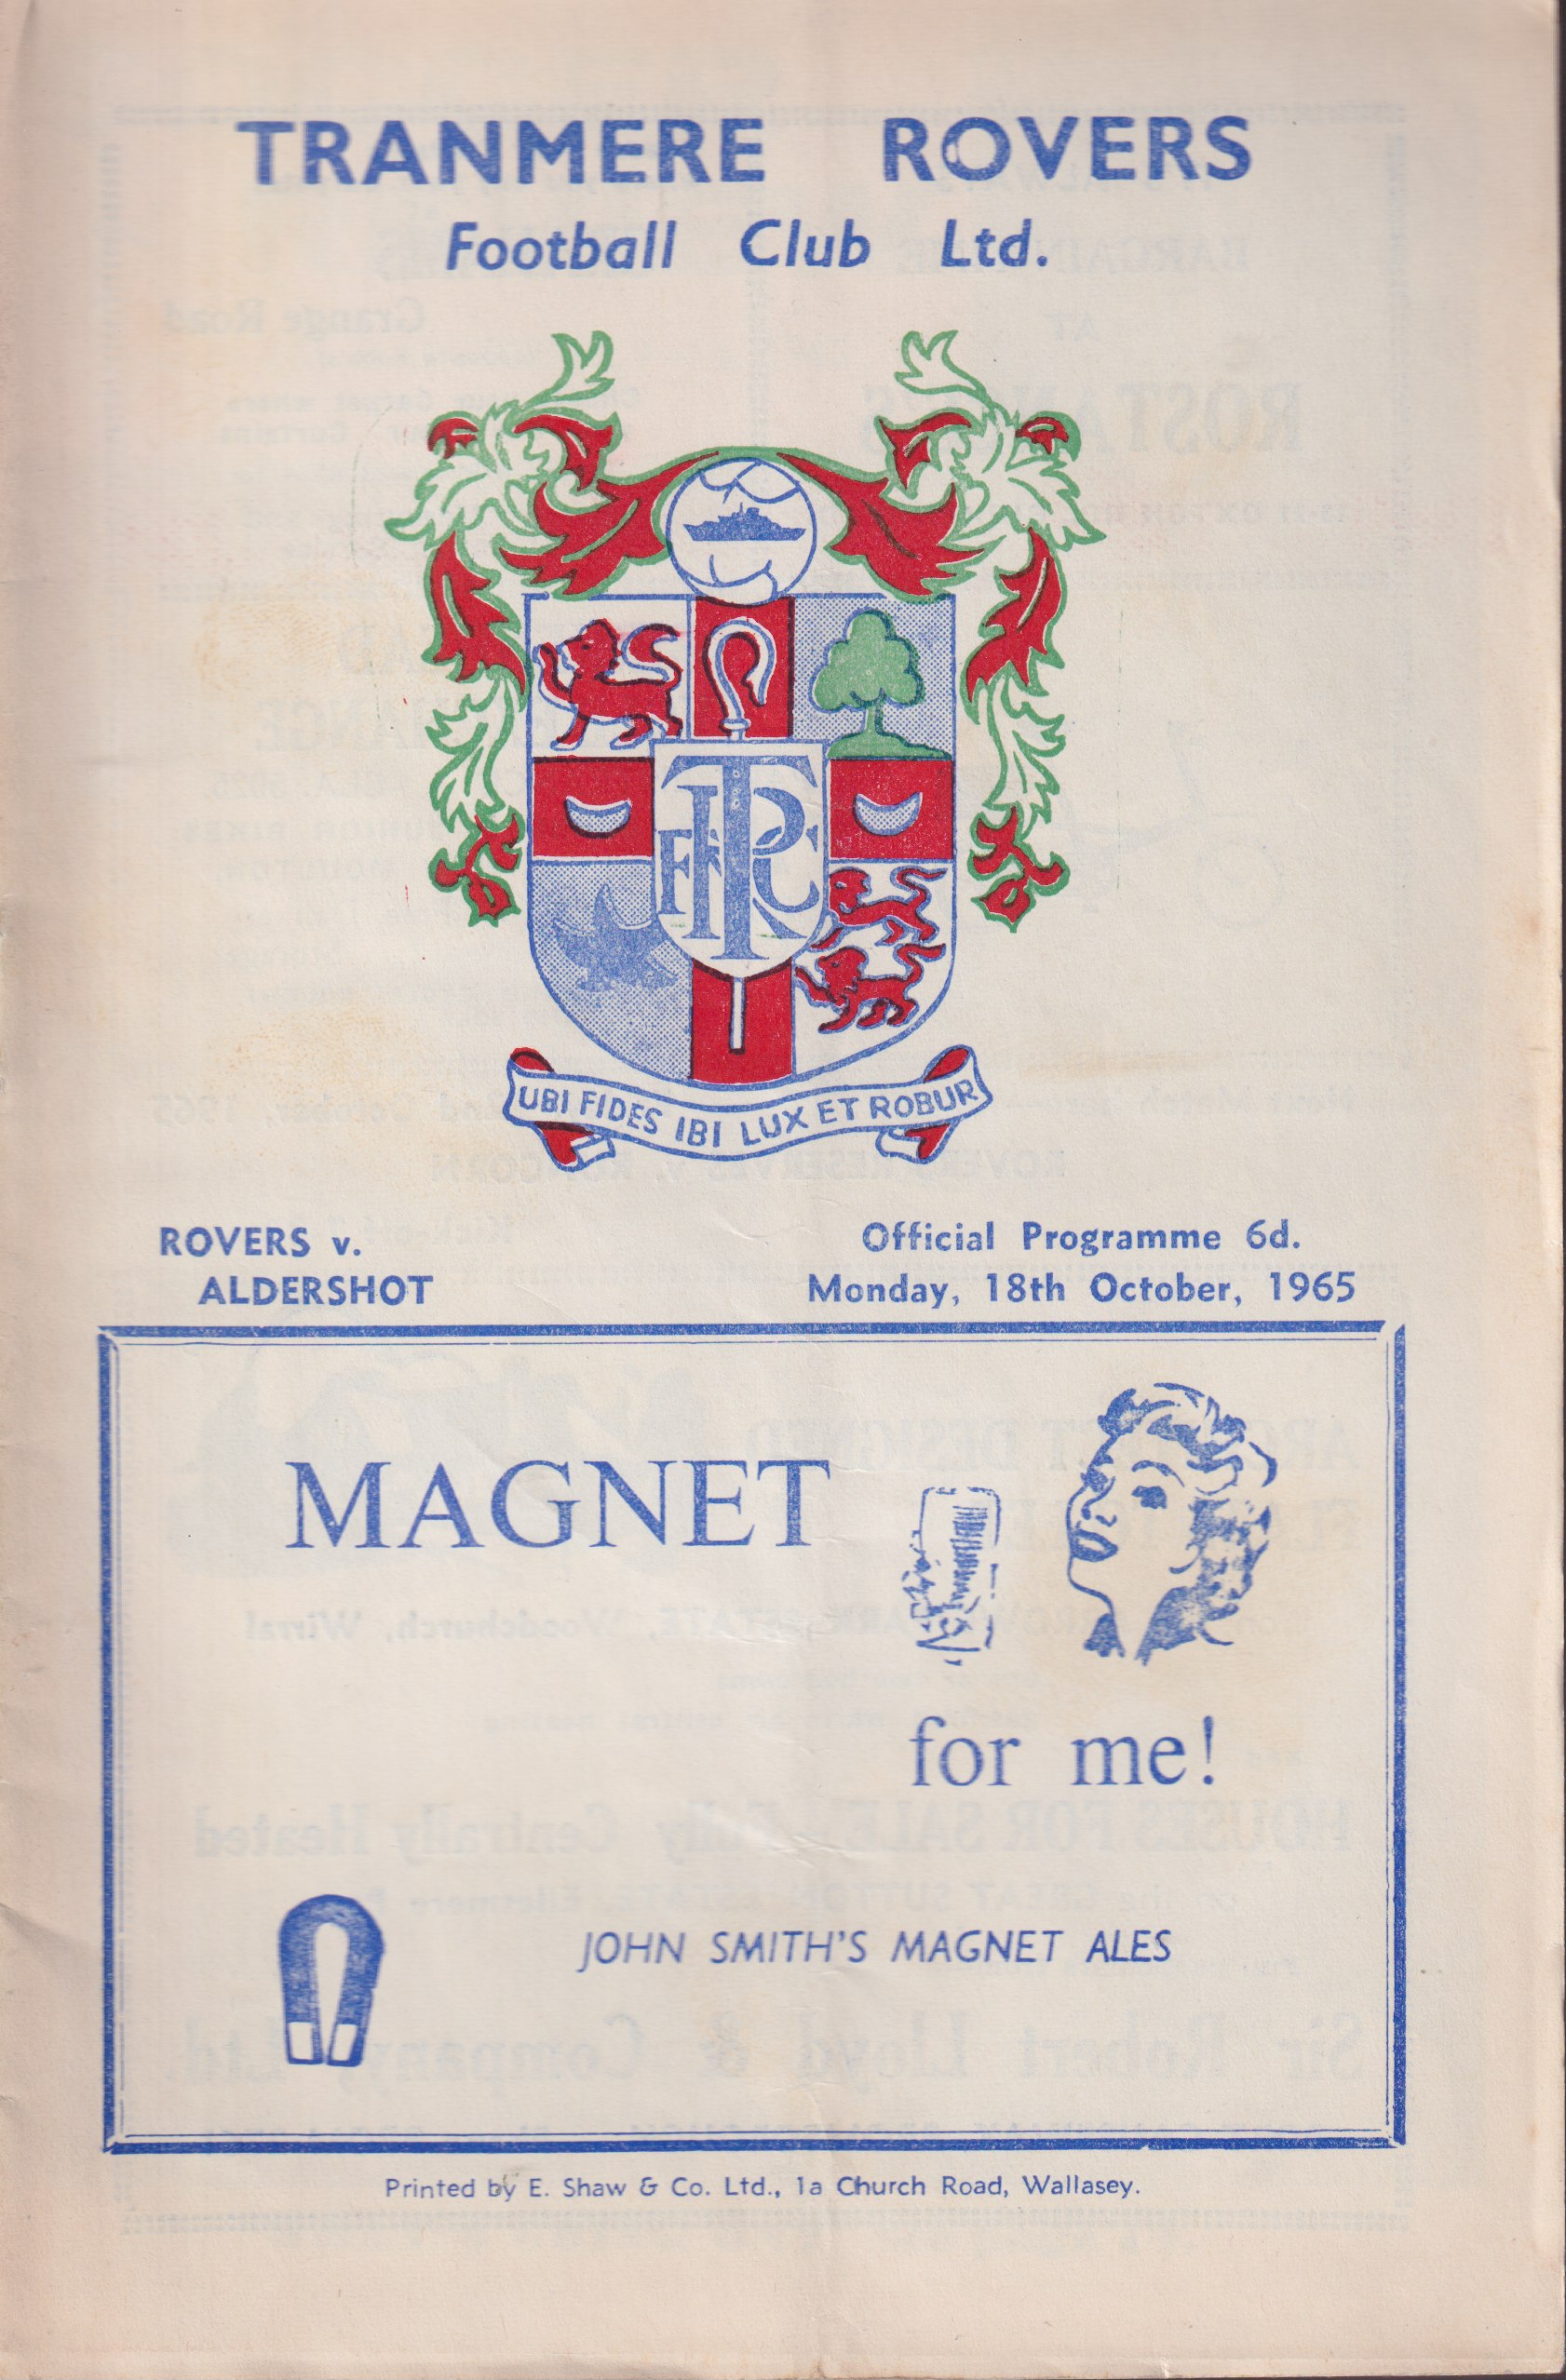 TRANMERE ROVERS
Football Club Ltd.
TRFC
UBI FIDES IBI LUX ET ROBUR
ROVERS v.
ALDERSHOT
Official Programme 6d.
Monday, 18th October, 1965
MAGNET
for me!
JOHN SMITH'S MAGNET ALES
Printed by E. Shaw & Co. Ltd., 1a Church Road, Wallasey.